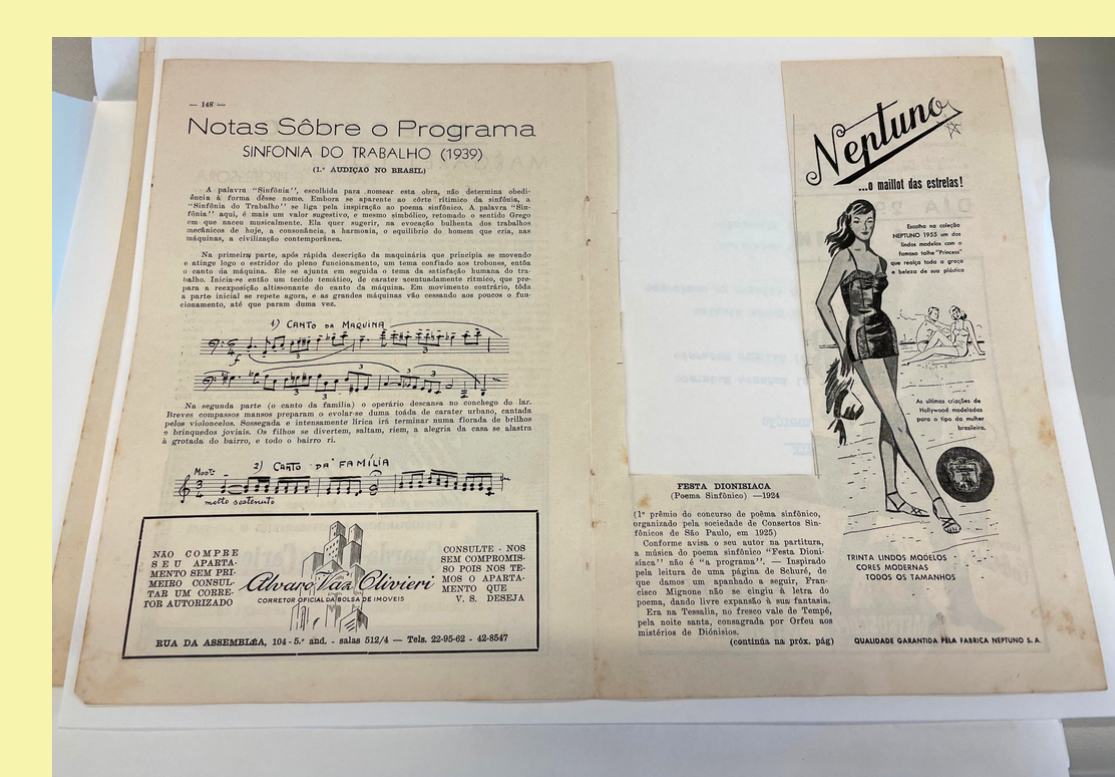 — 148 —
Notas Sôbre o Programa
SINFONIA DO TRABALHO (1939)
(1.ª AUDIÇÃO NO BRASIL)
A palavra "Sinfônia", escolhida para nomear esta obra, não determina obedi-
ência à forma dêsse nome. Embora se aparente ao côrte rítimico da sinfonia, a
"Sinfônia do Trabalho" se liga pela inspiração ao poema sinfônico. A palavra "Sin-
fônia" aqui, é mais um valor sugestivo, e mesmo simbólico, retomado o sentido Grego
em que nasceu musicalmente. Ela quer sugerir, na evocação bulhenta dos trabalhos
mecânicos de hoje, a consonância, a harmonia, o equilíbrio do homem que cria, nas
máquinas, a civilização contemporânea.
Na primeira parte, após rápida descrição da maquinária que principia se movendo
e atinge logo o estridor do pleno funcionamento, um tema confiado aos trobones, entôa
o canto da máquina. Êle se ajunta em seguida o tema da satisfação humana do tra-
balho. Inicia-se então um tecido temático, de carater acentuadamente rítmico, que pre-
para a reexposição altissonante do canto da máquina. Em movimento contrário, tôda
a parte inicial se repete agora, e as grandes máquinas vão cessando aos poucos o fun-
cionamento, até que param duma vez.
1) CANTO DA MAQUINA
f
3
3
3
3
Na segunda parte (o canto da família) o operário descansa no conchego do lar.
Breves compassos mansos preparam o evolar-se duma toáda de carater urbano, cantada
pelos violoncelos. Sossegada e intensamente lírica irá terminar numa florada de brilhos
e brinquedos joviais. Os filhos se divertem, saltam, riem, a alegria da casa se alastra
à grotada do bairro, e todo o bairro ri.
2) CANTO DA FAMÍLIA
Modto
molto sostenuto
NÃO COMPRE
SEU APARTA-
MENTO SEM PRI-
MEIRO CONSUL-
TAR UM CORRE-
TOR AUTORIZADO
Alvaro Vaz Olivieri
CORRETOR OFICIAL DA BOLSA DE IMOVEIS
CONSULTE - NOS
SEM COMPROMIS-
SO POIS NOS TE-
MOS O APARTA-
MENTO QUE
V. S. DESEJA
RUA DA ASSEMBLÉA, 104 - 5.º and. - salas 512/4 — Tels. 22-95-62 - 42-8547
FESTA DIONISIACA
(Poema Sinfônico) —1924
(1º prêmio do concurso de poêma sinfônico,
organizado pela sociedade de Consertos Sin-
fônicos de São Paulo, em 1925)
Conforme avisa o seu autor na partitura,
a música do poema sinfônico "Festa Dioni-
síaca" não é "a programa". — Inspirado
pela leitura de uma página de Schuré, de
que damos um apanhado a seguir, Fran-
cisco Mignone não se cingiu à letra do
poema, dando livre expansão à sua fantasia.
Era na Tessalia, no fresco vale de Tempé,
pela noite santa, consagrada por Orfeu aos
mistérios de Diónisios.
(continúa na próx. pág)
Neptuno
...o maillot das estrelas!
Escolha na coleção
NEPTUNO 1955 um dos
lindos modelos com o
famoso talhe "Princess"
que realça toda a graça
e beleza de sua plástica
As ultimas criações de
Hollywood modeladas
para o tipo da mulher
brasileira.
TRINTA LINDOS MODELOS -
CORES MODERNAS
TODOS OS TAMANHOS
QUALIDADE GARANTIDA PELA FABRICA NEPTUNO S. A.